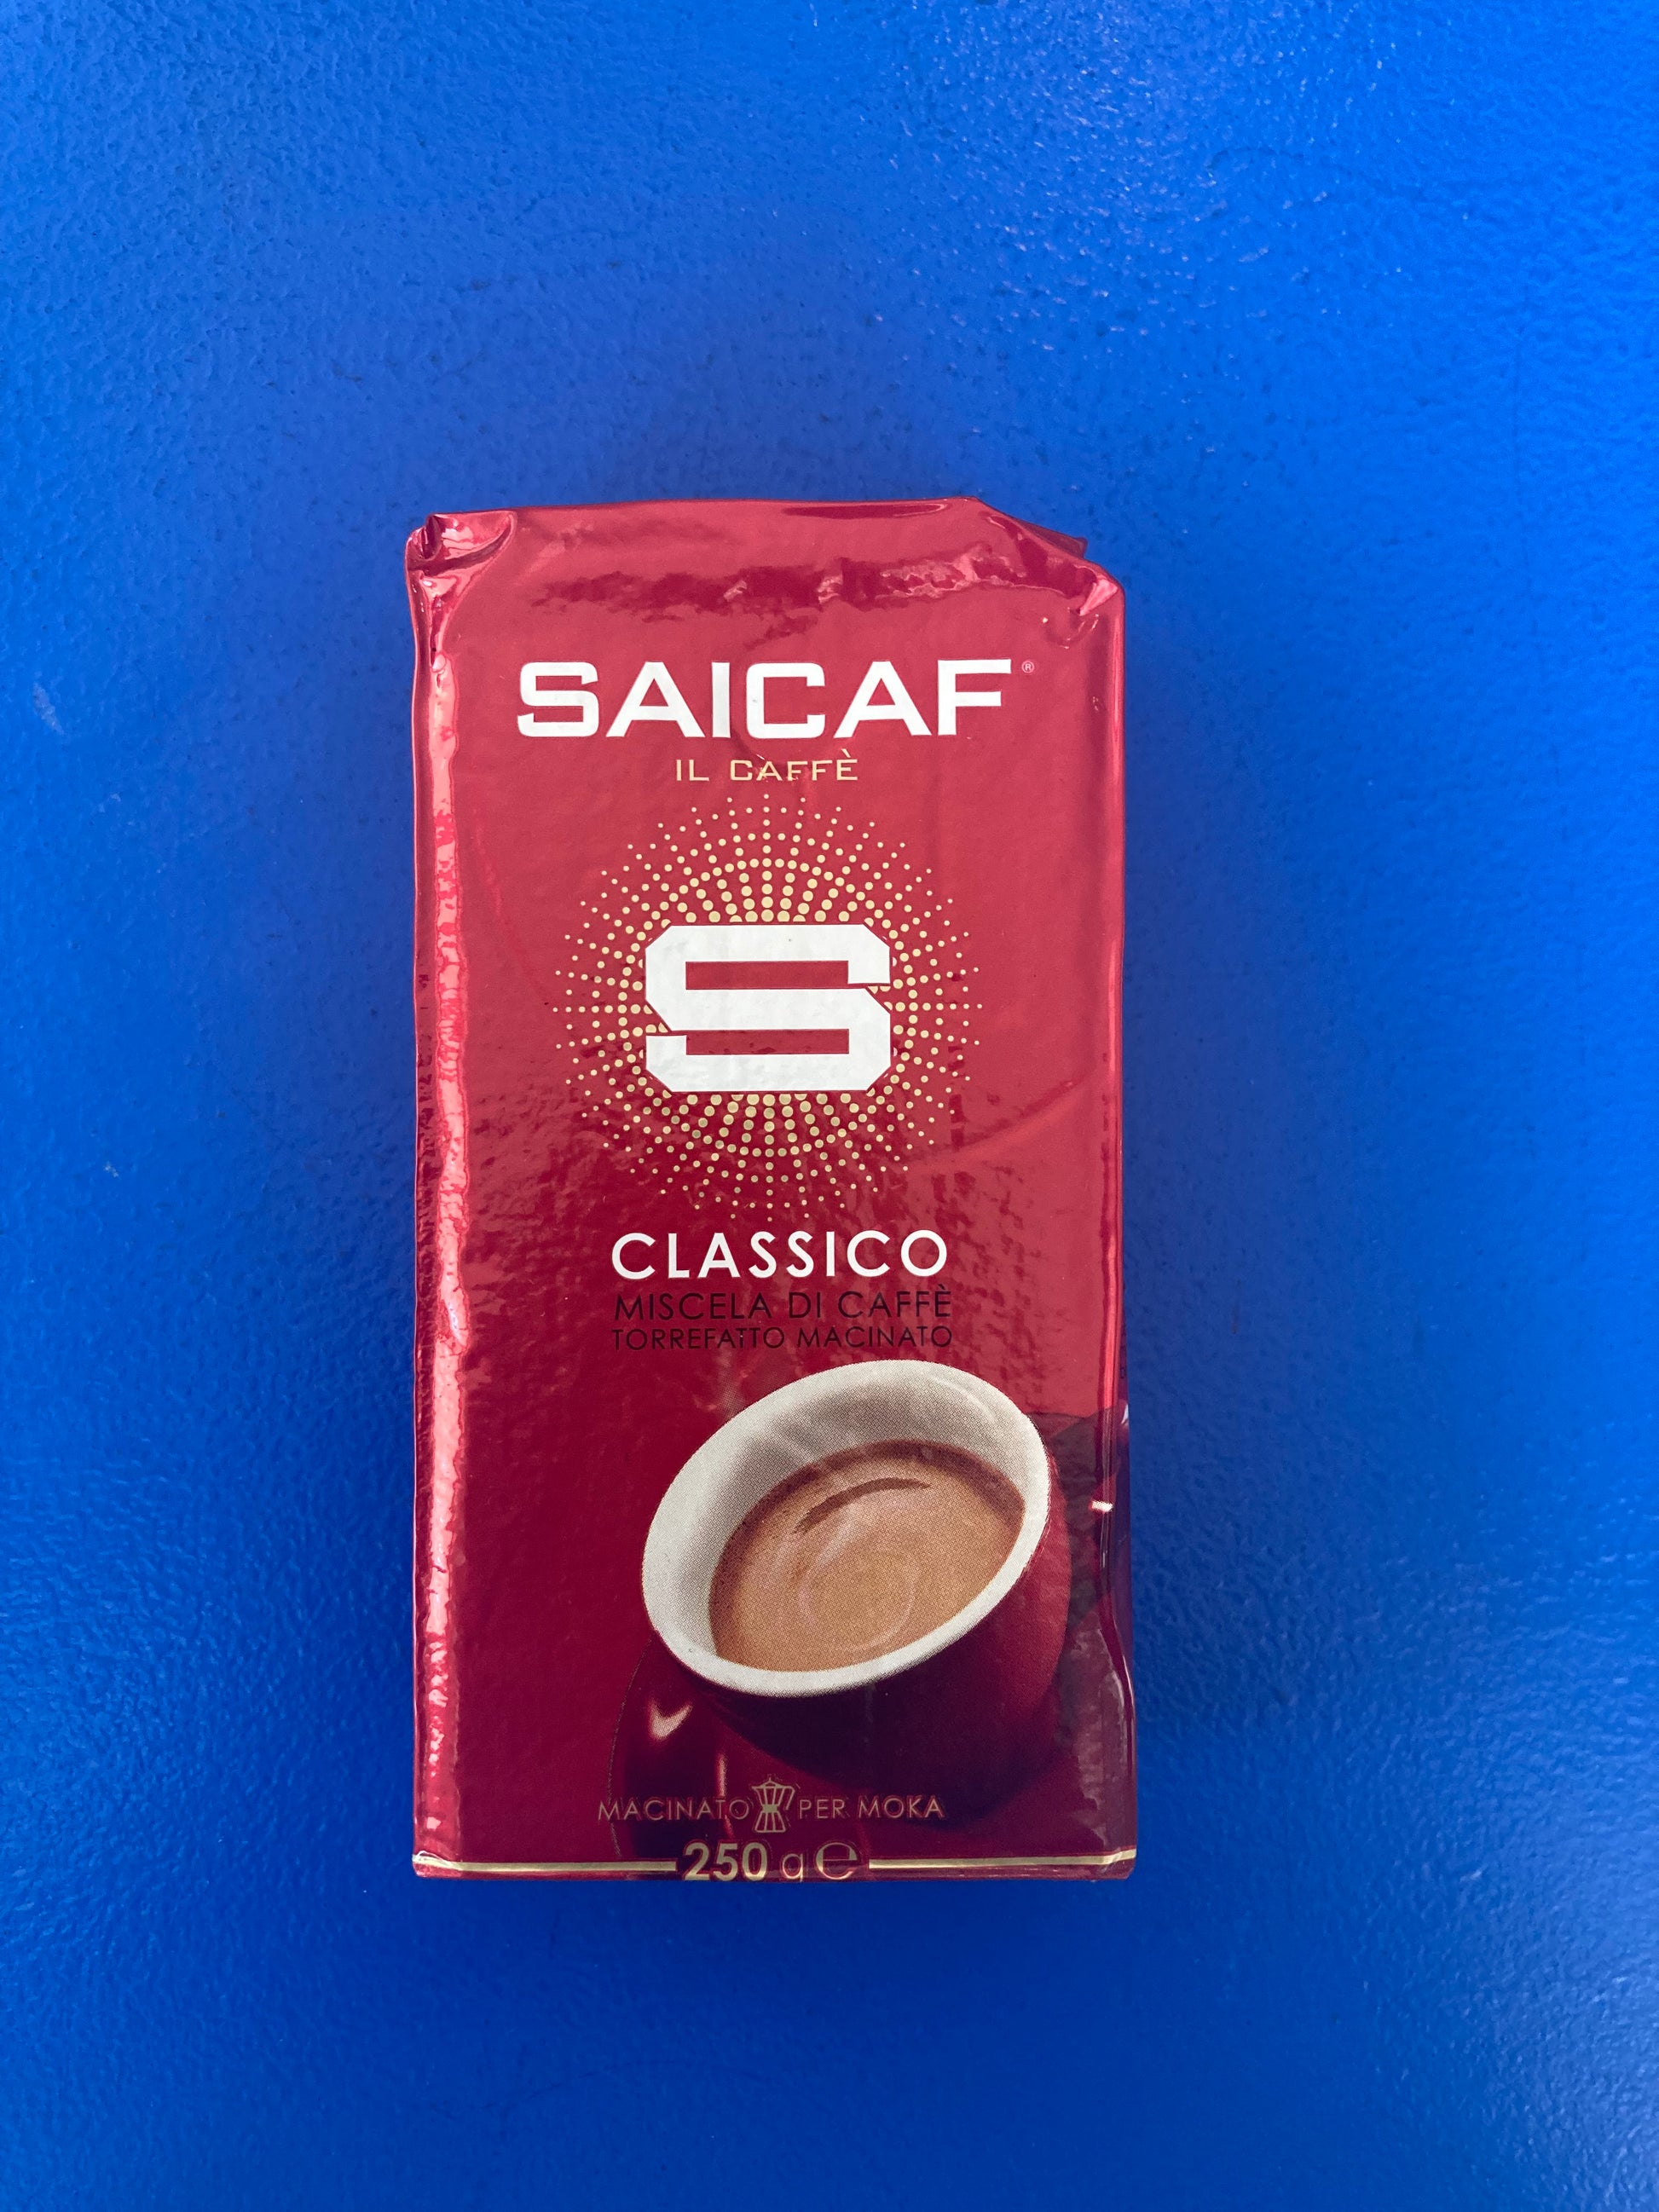 SAICAF®
IL CAFFÈ
S
CLASSICO
MISCELA DI CAFFÈ
TORREFATTO MACINATO
MACINATO PER MOKA
250 g ℮